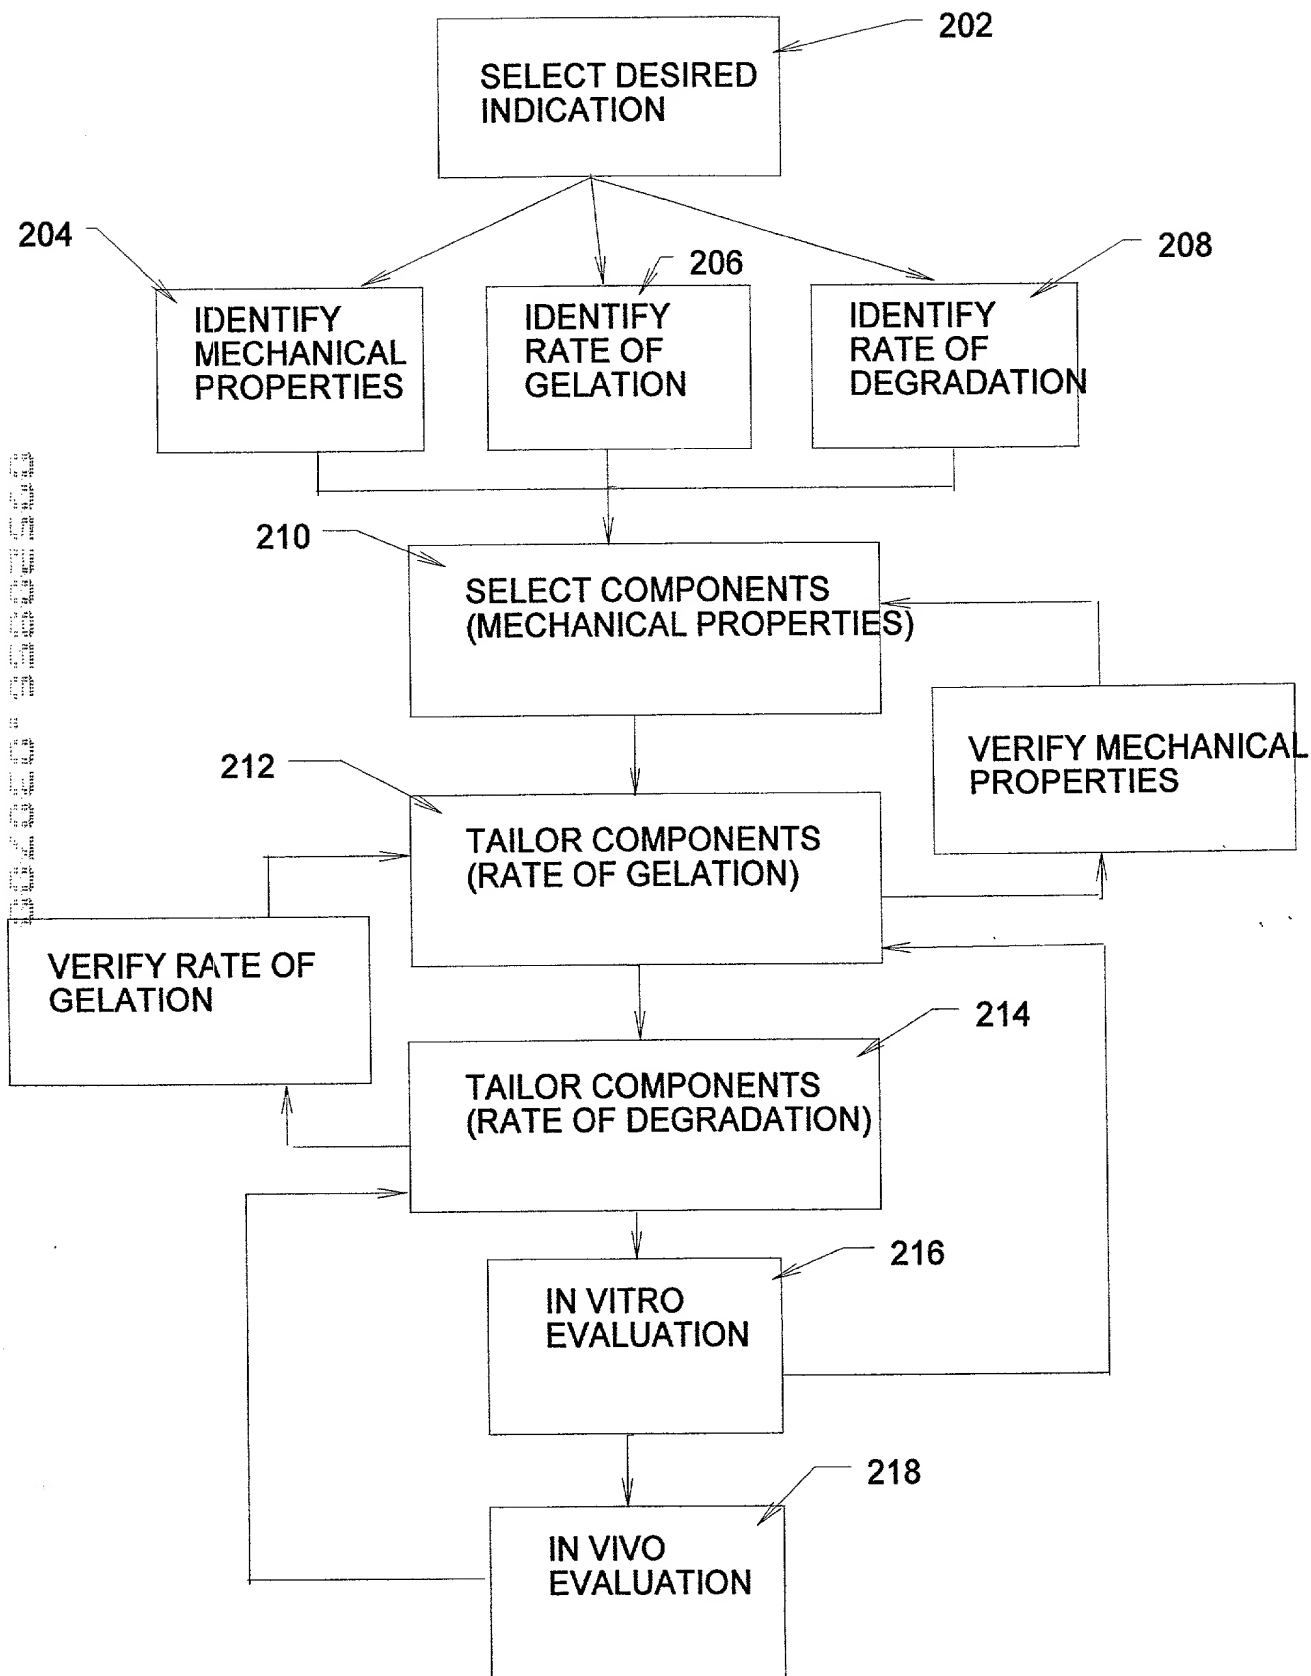 202
SELECT DESIRED
INDICATION
204
206
208
IDENTIFY
MECHANICAL
PROPERTIES
IDENTIFY
RATE OF
GELATION
IDENTIFY
RATE OF
DEGRADATION
210
SELECT COMPONENTS
(MECHANICAL PROPERTIES)
VERIFY MECHANICAL
PROPERTIES
212
TAILOR COMPONENTS
(RATE OF GELATION)
VERIFY RATE OF
GELATION
214
TAILOR COMPONENTS
(RATE OF DEGRADATION)
216
IN VITRO
EVALUATION
218
IN VIVO
EVALUATION